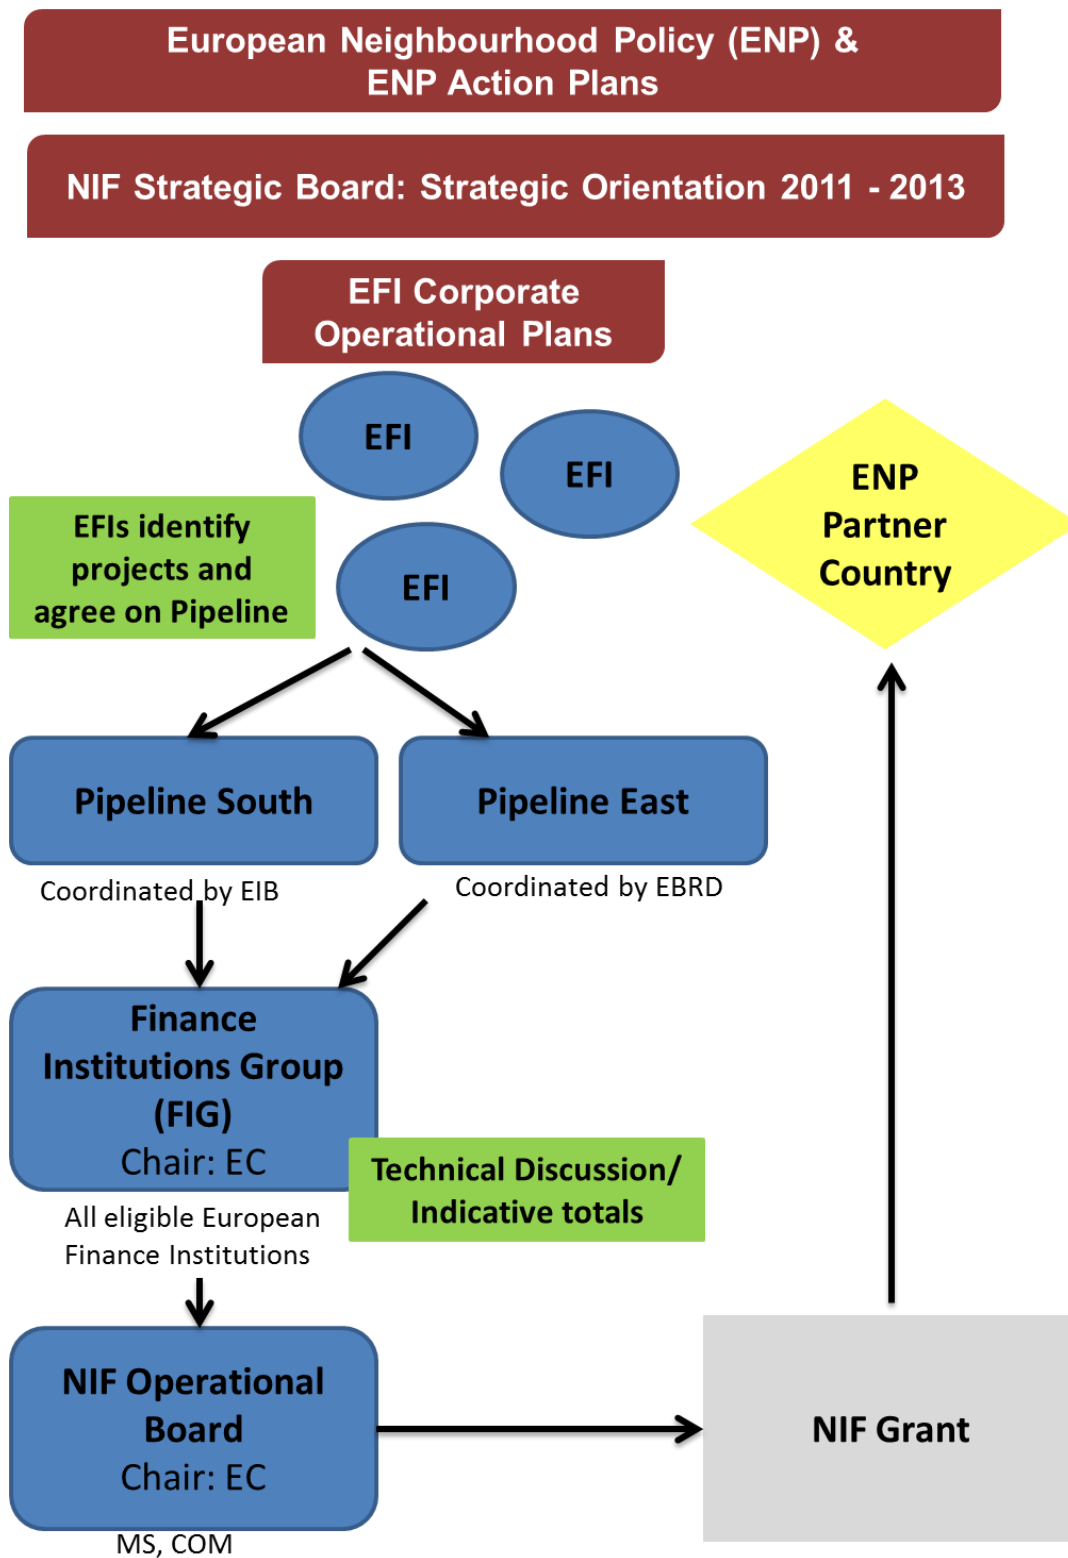 European Neighbourhood Policy (ENP) &
ENP Action Plans
NIF Strategic Board: Strategic Orientation 2011 - 2013
EFI Corporate
Operational Plans
EFI
EFI
EFI
ENP
Partner
Country
EFIs identify
projects and
agree on Pipeline
Pipeline South
Pipeline East
Coordinated by EIB
Coordinated by EBRD
Finance
Institutions Group
(FIG)
Chair: EC
Technical Discussion/
Indicative totals
All eligible European
Finance Institutions
NIF Operational
Board
Chair: EC
NIF Grant
MS, COM